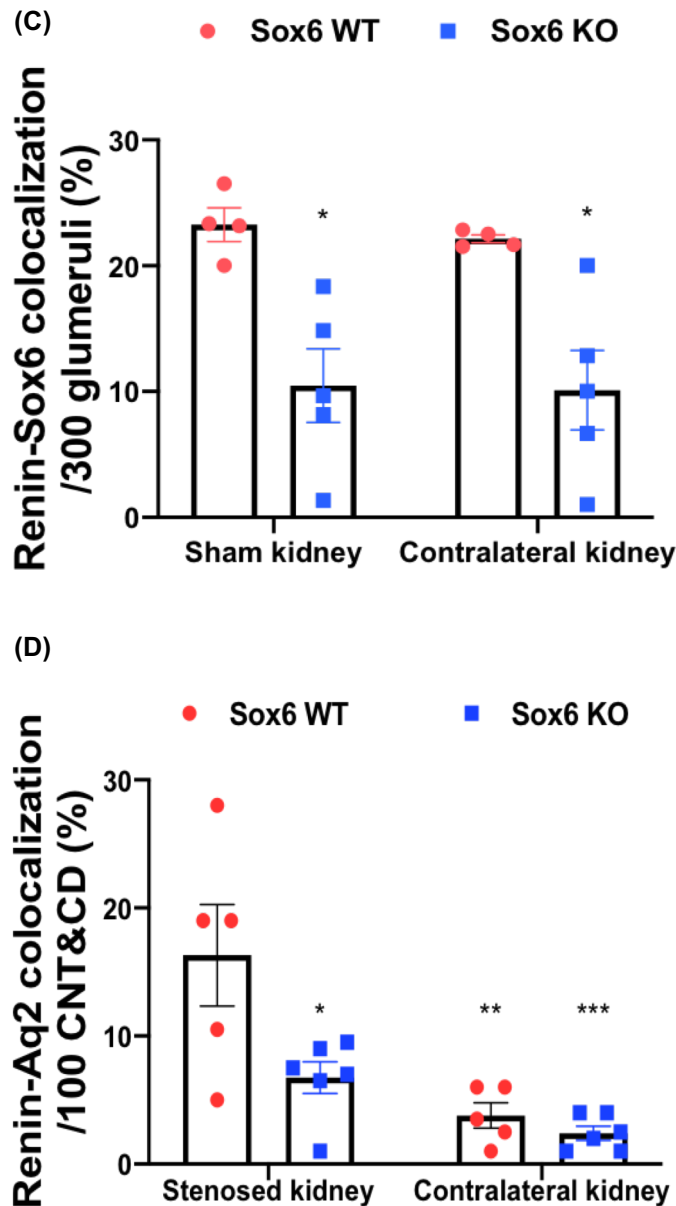 (C)
Sox6 WT Sox6 KO
Renin-Sox6 colocalization
/300 glumeruli (%)
30
20
10
0
* *
Sham kidney Contralateral kidney
(D)
Sox6 WT Sox6 KO
Renin-Aq2 colocalization
/100 CNT&CD (%)
30
20
10
0
* ** ***
Stenosed kidney Contralateral kidney